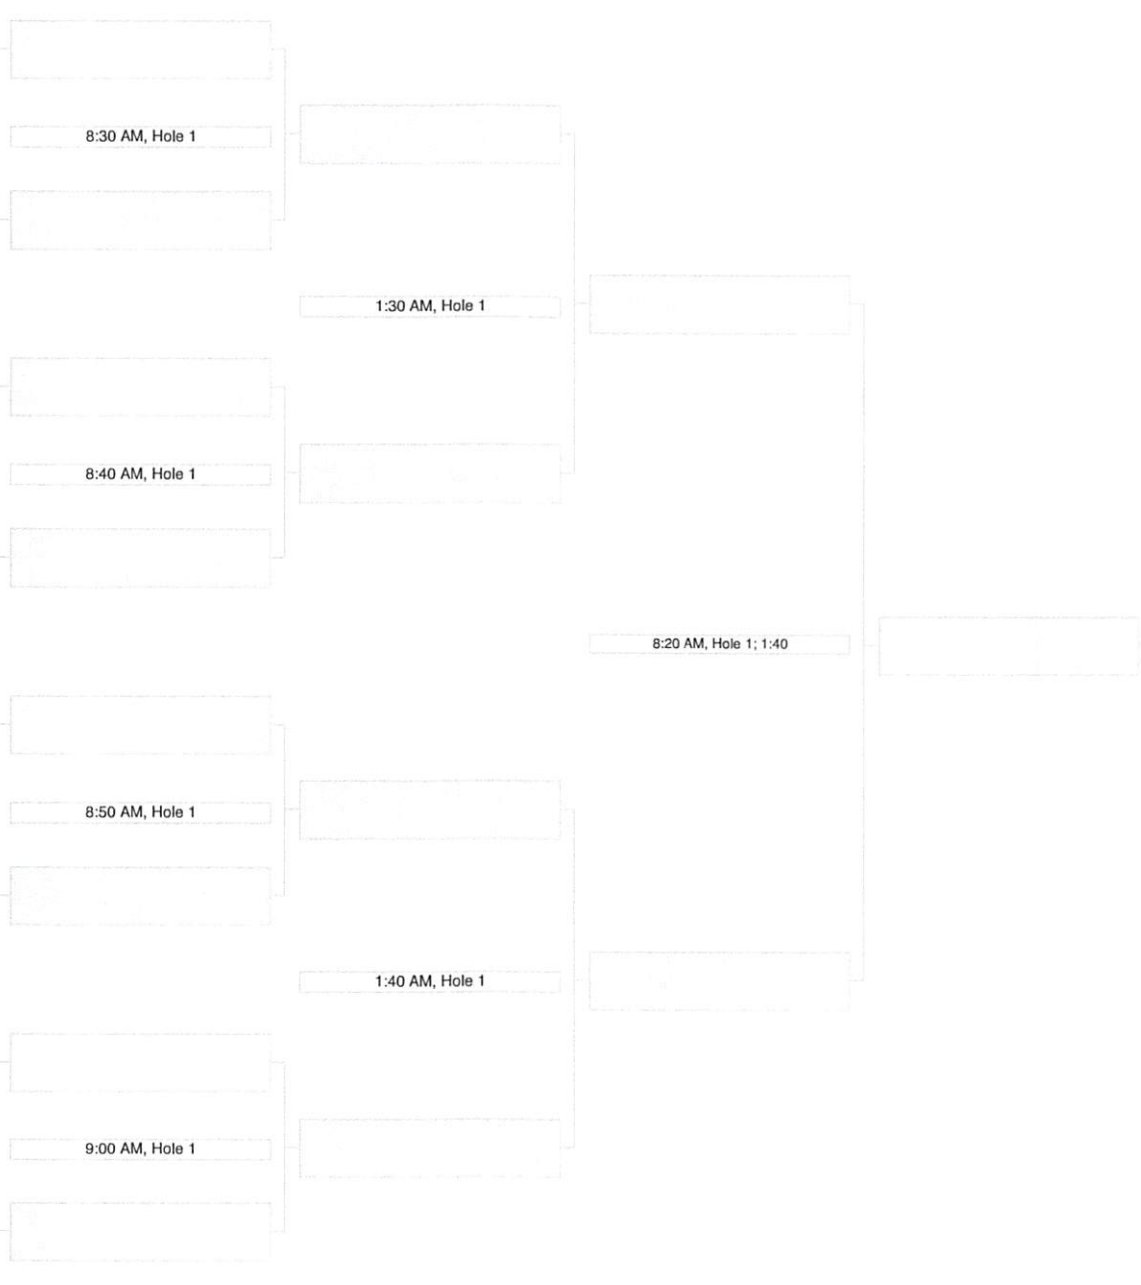 8:30 AM, Hole 1
1:30 AM, Hole 1
8:40 AM, Hole 1
8:20 AM, Hole 1; 1:40
8:50 AM, Hole 1
1:40 AM, Hole 1
9:00 AM, Hole 1